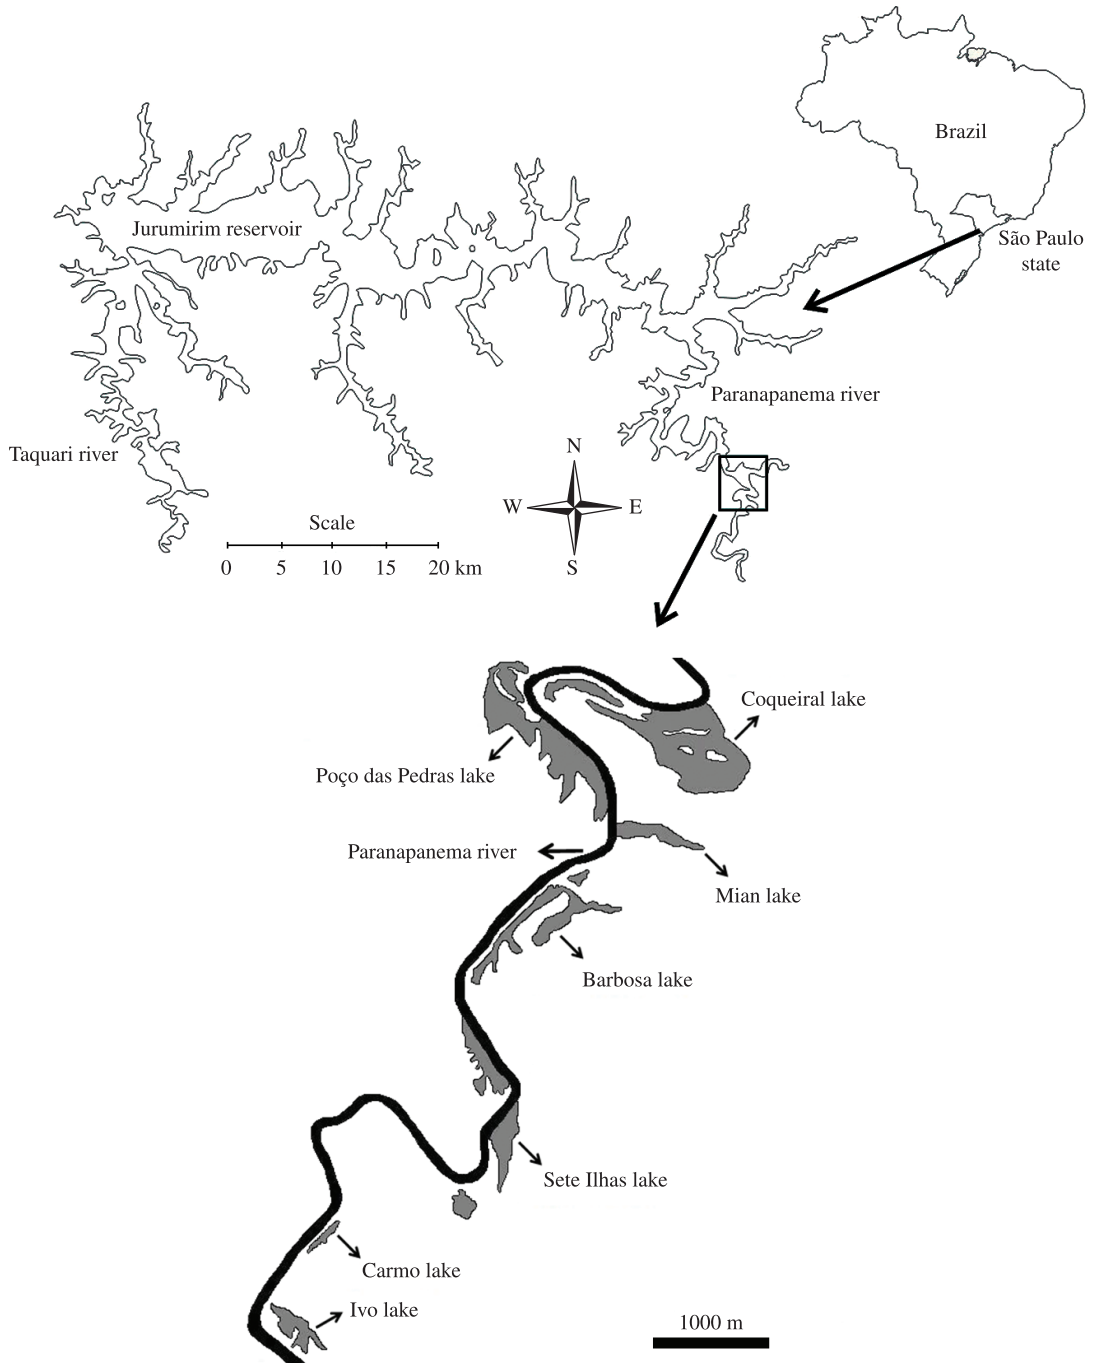 Brazil
Jurumirim reservoir
São Paulo
state
Paranapanema river
Taquari river
N
W
E
S
Scale
0 5 10 15 20 km
Coqueiral lake
Poço das Pedras lake
Paranapanema river
Mian lake
Barbosa lake
Sete Ilhas lake
Carmo lake
Ivo lake
1000 m